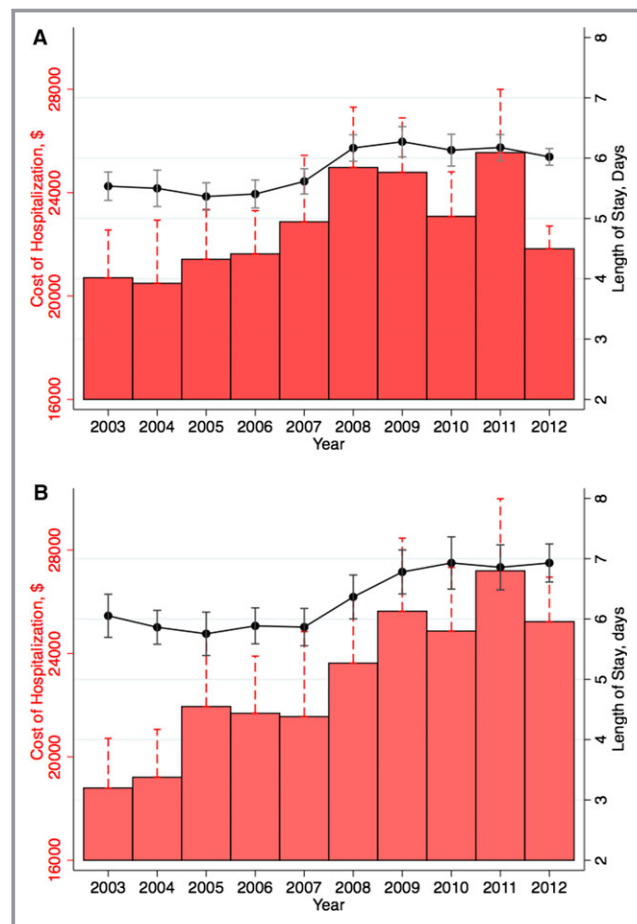 A
Cost of Hospitalization, $
28000
24000
20000
16000
8
7
6
5
4
3
2
Length of Stay, Days
2003 2004 2005 2006 2007 2008 2009 2010 2011 2012
Year
B
Cost of Hospitalization, $
28000
24000
20000
16000
8
7
6
5
4
3
2
Length of Stay, days
2003 2004 2005 2006 2007 2008 2009 2010 2011 2012
Year